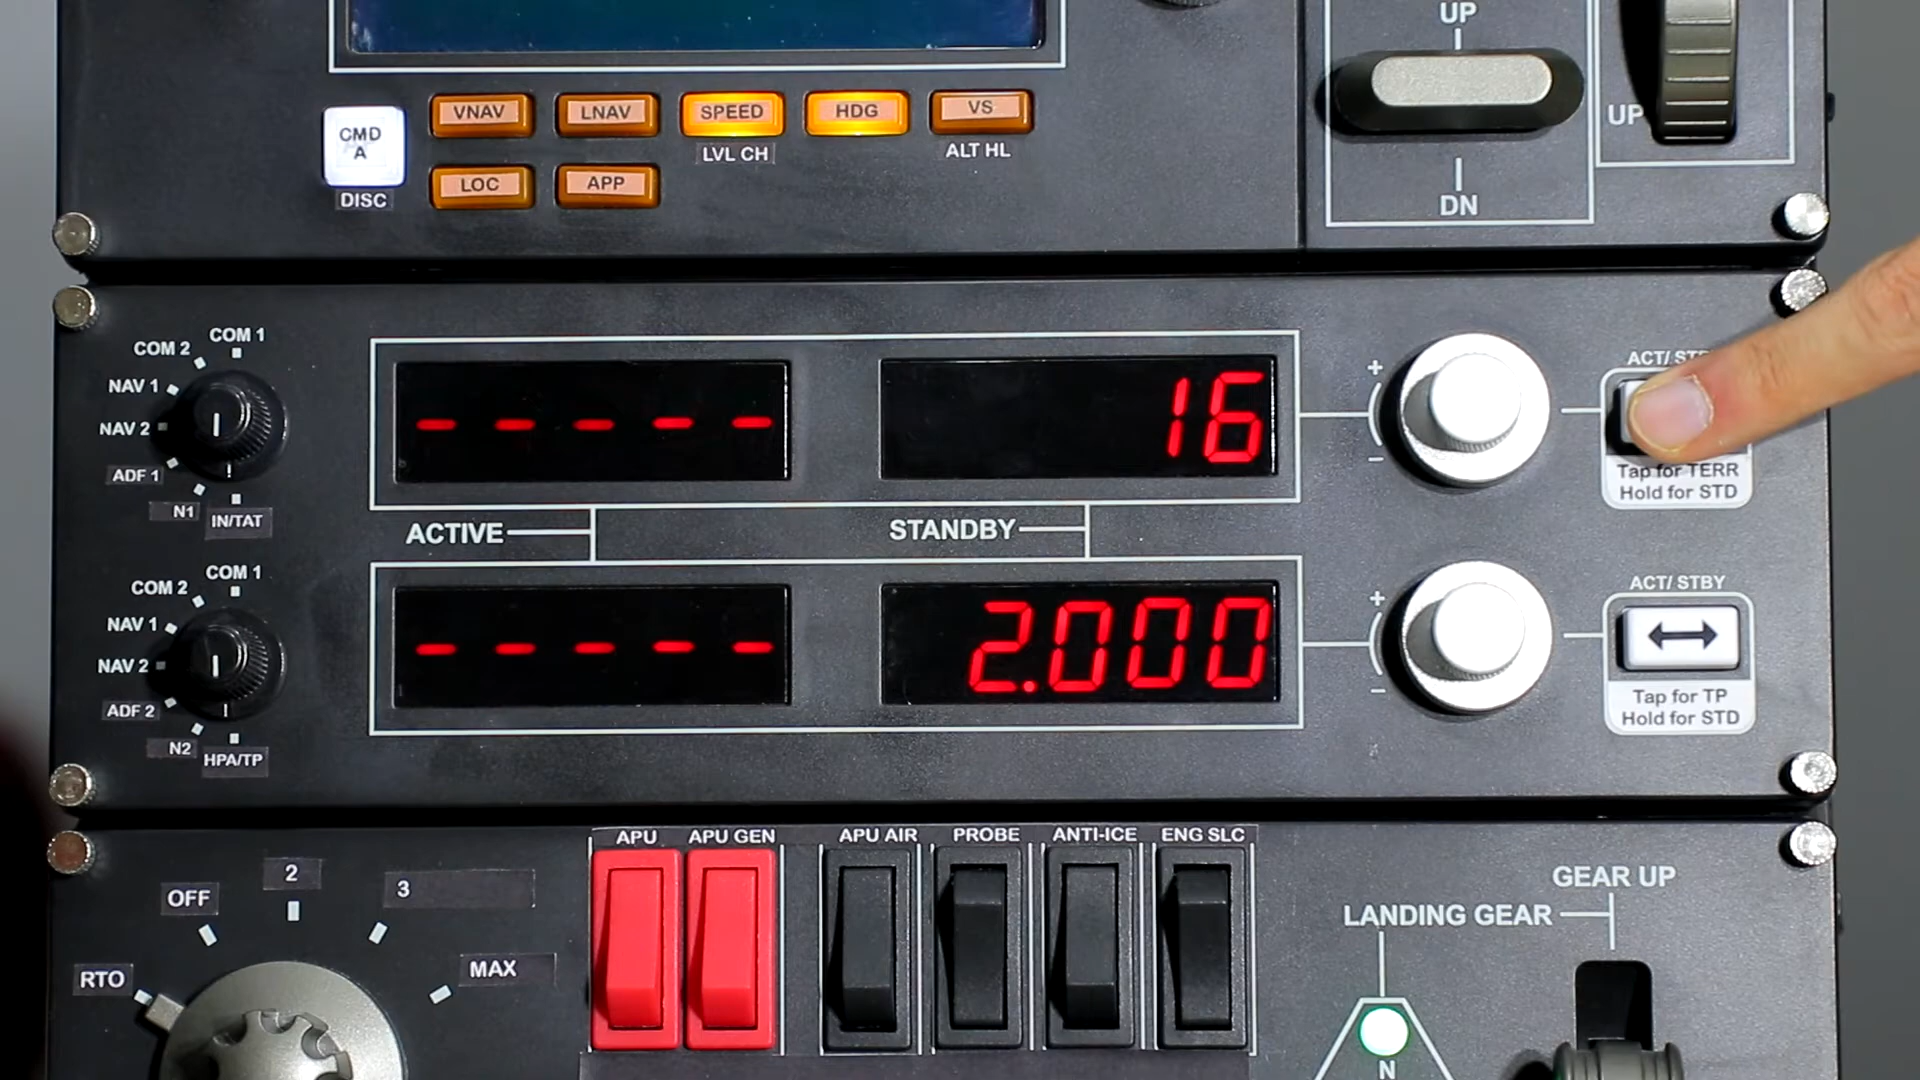 UP
CMD
A
DISC
VNAV
LNAV
SPEED
HDG
VS
LVL CH
ALT HL
LOC
APP
UP
DN
COM 1
COM 2
NAV 1
NAV 2
ADF 1
N1
IN/TAT
- - - - -
16
ACT/
Tap for TERR
Hold for STD
ACTIVE
STANDBY
COM 1
COM 2
NAV 1
NAV 2
ADF 2
N2
HPA/TP
- - - - -
2.000
ACT/ STBY
Tap for TP
Hold for STD
RTO
OFF
2
3
MAX
APU
APU GEN
APU AIR
PROBE
ANTI-ICE
ENG SLC
GEAR UP
LANDING GEAR
N